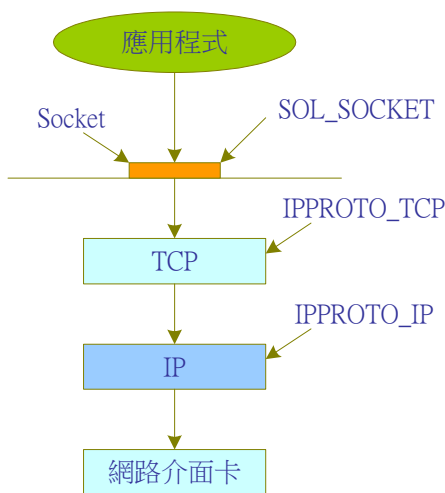 應用程式
Socket
SOL_SOCKET
IPPROTO_TCP
TCP
IPPROTO_IP
IP
網路介面卡